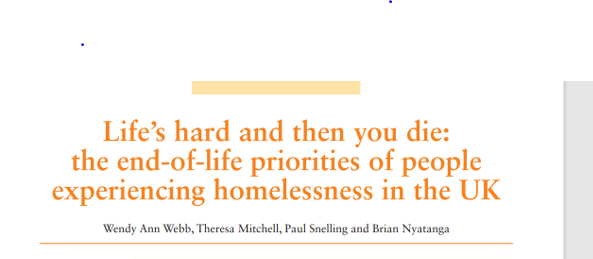 Life’s hard and then you die:
the end-of-life priorities of people
experiencing homelessness in the UK
Wendy Ann Webb, Theresa Mitchell, Paul Snelling and Brian Nyatanga